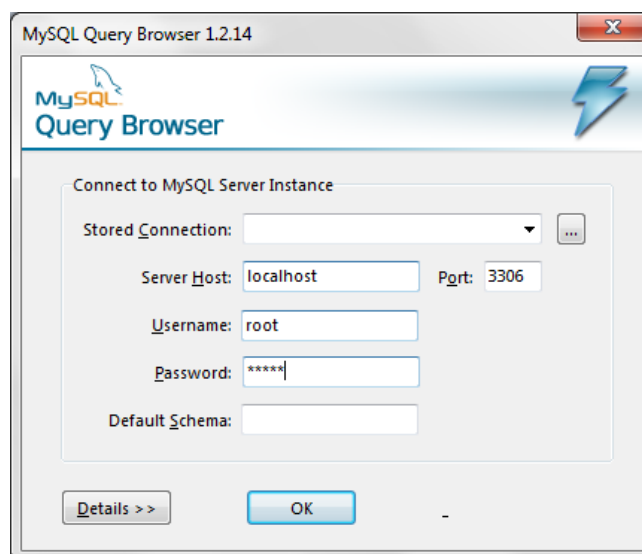 MySQL Query Browser 1.2.14
MySQL
Query Browser
Connect to MySQL Server Instance
Stored Connection: ...
Server Host: localhost Port: 3306
Username: root
Password: *****
Default Schema:
Details >> OK -